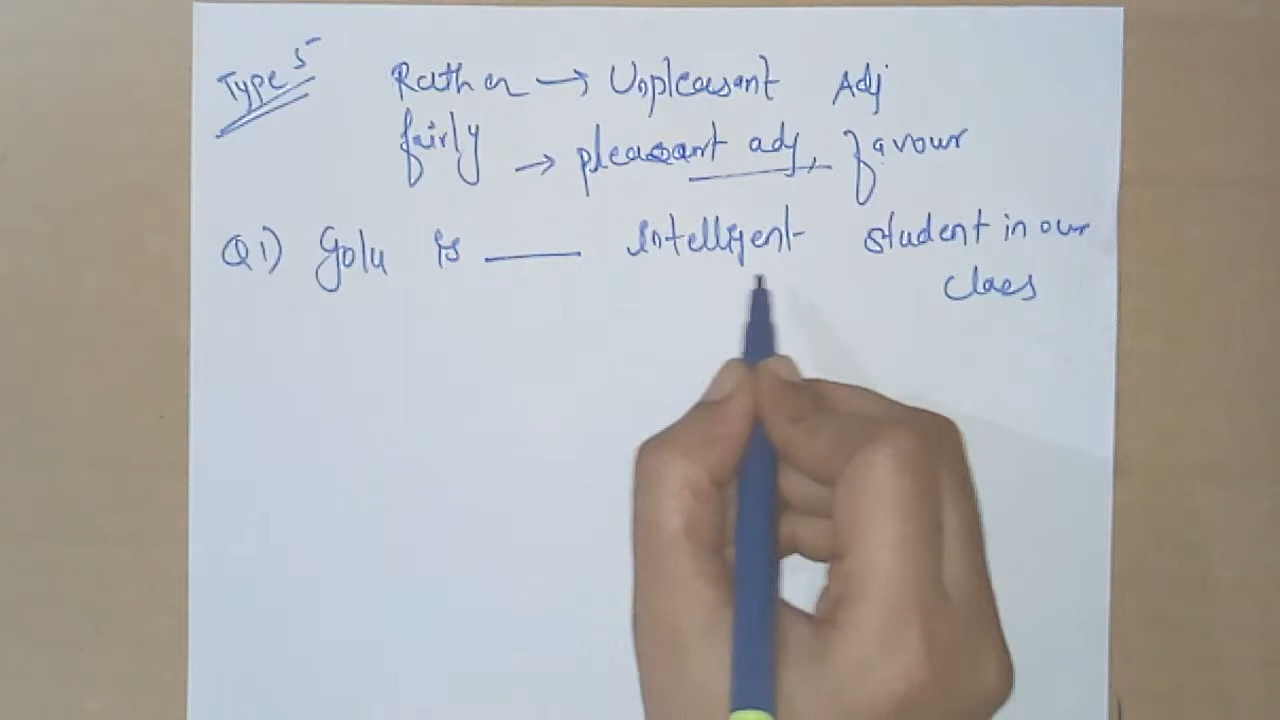 Type 5
Rather → Unpleasant Adj
fairly → pleasant adj, favour
Q1) Golu is ____ intelligent student in our
class